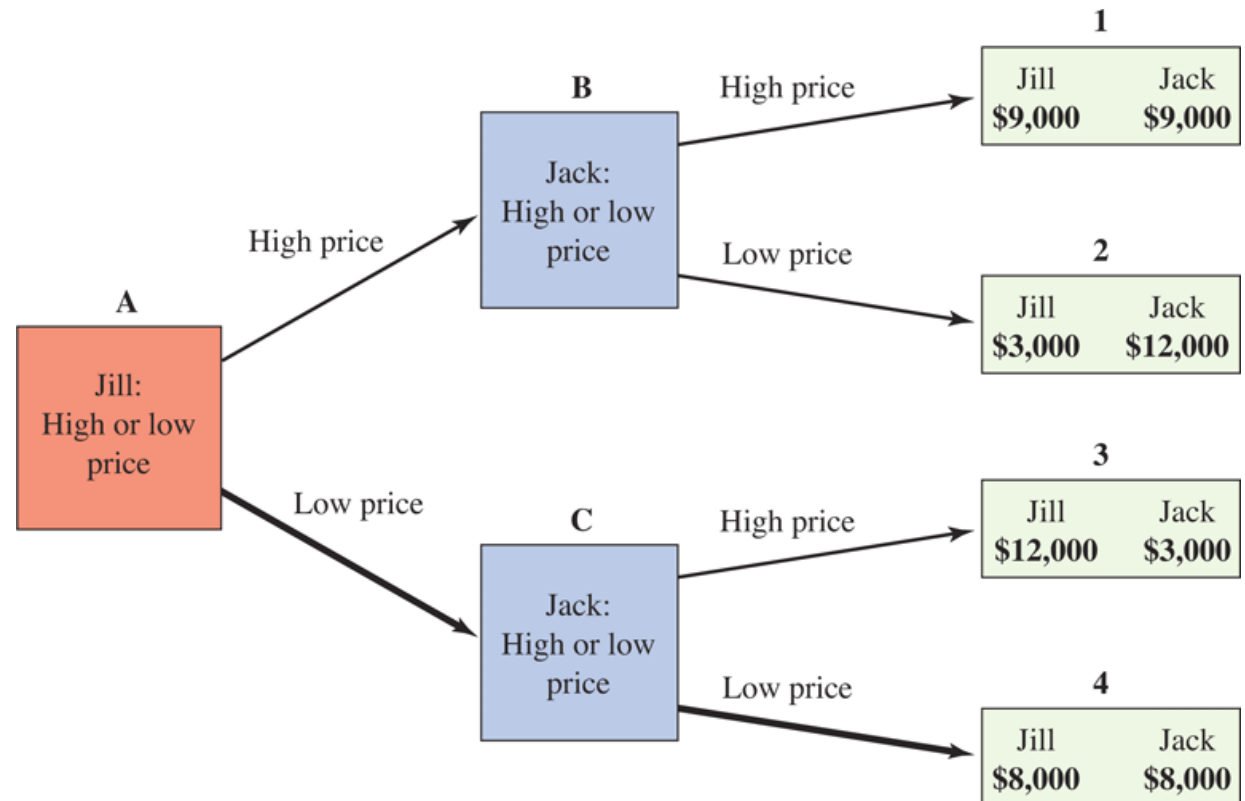 1
Jill Jack
$9,000 $9,000
B
High price
Jack:
High or low
price
High price
Low price
2
Jill Jack
$3,000 $12,000
A
Jill:
High or low
price
3
Low price
Jill Jack
$12,000 $3,000
C
High price
Jack:
High or low
price
Low price
4
Jill Jack
$8,000 $8,000